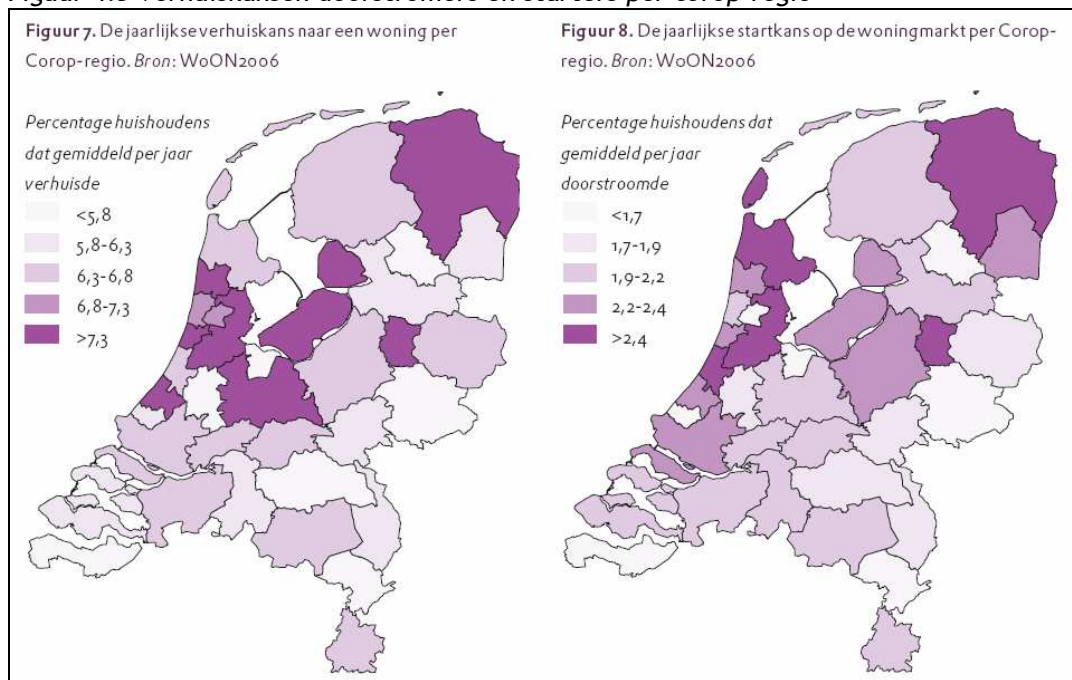 Figuur 7. De jaarlijkse verhuiskans naar een woning per
Corop-regio. Bron: WoON2006
Percentage huishoudens
dat gemiddeld per jaar
verhuisde
<5,8
5,8-6,3
6,3-6,8
6,8-7,3
>7,3
Figuur 8. De jaarlijkse startkans op de woningmarkt per Corop-
regio. Bron: WoON2006
Percentage huishoudens dat
gemiddeld per jaar
doorstroomde
<1,7
1,7-1,9
1,9-2,2
2,2-2,4
>2,4